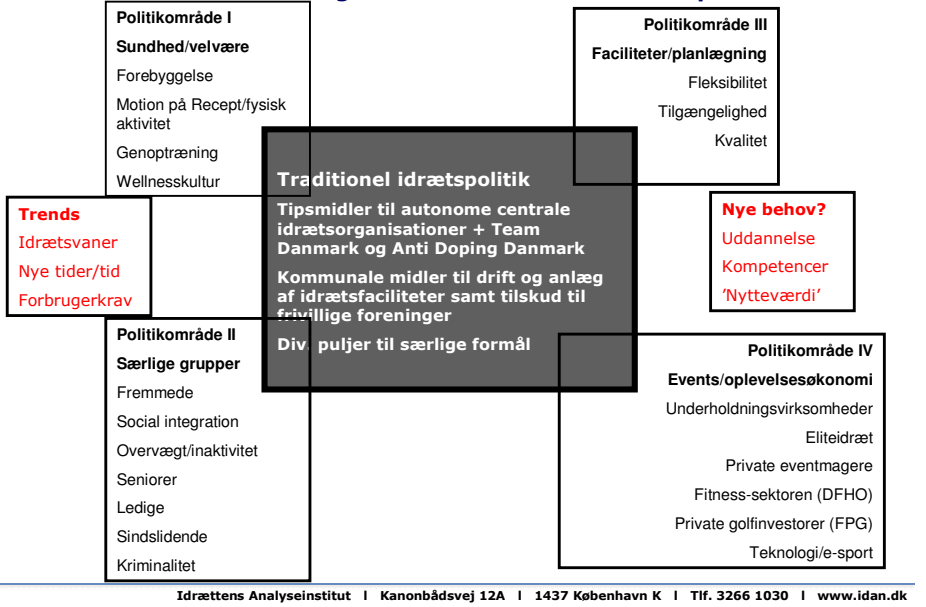 Politikområde I
Sundhed/velvære
Forebyggelse
Motion på Recept/fysisk
aktivitet
Genoptræning
Wellnesskultur
Politikområde III
Faciliteter/planlægning
Fleksibilitet
Tilgængelighed
Kvalitet
Traditionel idrætspolitik
Tipsmidler til autonome centrale
idrætsorganisationer + Team
Danmark og Anti Doping Danmark
Kommunale midler til drift og anlæg
af idrætsfaciliteter samt tilskud til
frivillige foreninger
Div. puljer til særlige formål
Trends
Idrætsvaner
Nye tider/tid
Forbrugerkrav
Nye behov?
Uddannelse
Kompetencer
’Nytteværdi’
Politikområde II
Særlige grupper
Fremmede
Social integration
Overvægt/inaktivitet
Seniorer
Ledige
Sindslidende
Kriminalitet
Politikområde IV
Events/oplevelsesøkonomi
Underholdningsvirksomheder
Eliteidræt
Private eventmagere
Fitness-sektoren (DFHO)
Private golfinvestorer (FPG)
Teknologi/e-sport
Idrættens Analyseinstitut l Kanonbådsvej 12A l 1437 København K l Tlf. 3266 1030 l www.idan.dk